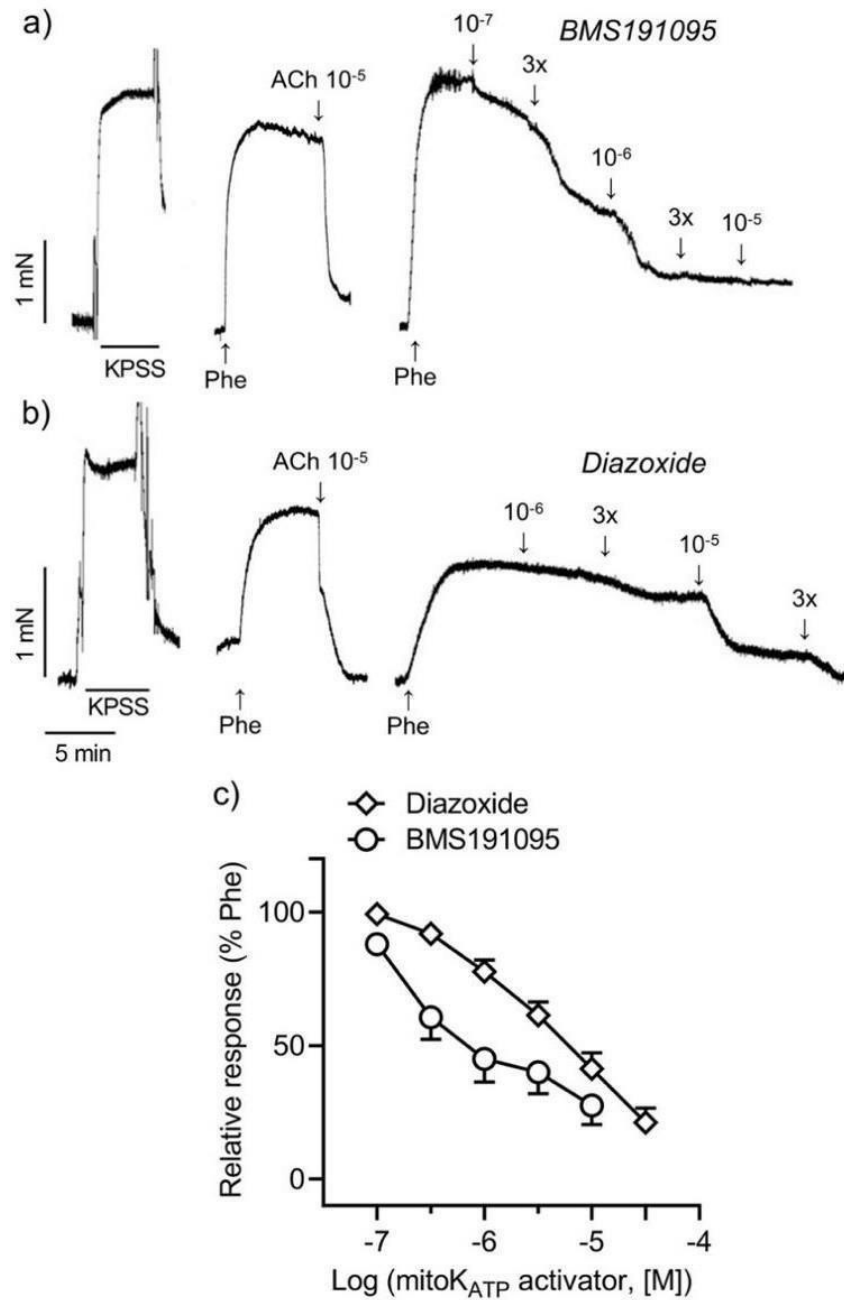 a)
BMS191095
10⁻⁷
3x
ACh 10⁻⁵
10⁻⁶
3x
10⁻⁵
1 mN
KPSS
Phe
Phe
b)
Diazoxide
ACh 10⁻⁵
10⁻⁶
3x
10⁻⁵
3x
1 mN
KPSS
Phe
Phe
5 min
c)
Diazoxide
BMS191095
Relative response (% Phe)
100
50
0
-7 -6 -5 -4
Log (mitoK_ATP activator, [M])